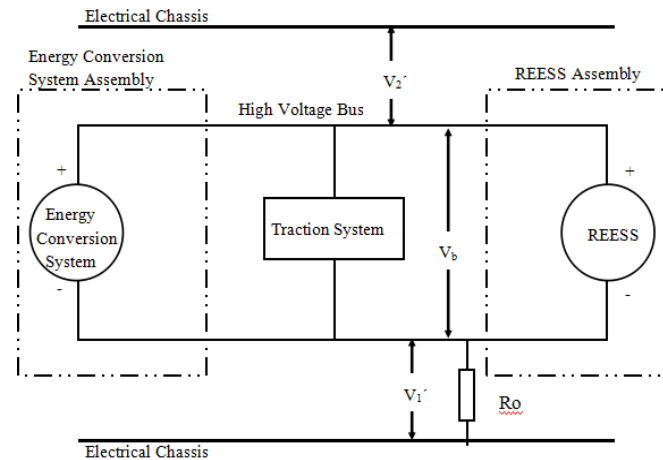 Electrical Chassis
Energy Conversion
System Assembly
V2´
REESS Assembly
High Voltage Bus
+
+
Energy
Conversion
System
Traction System
Vb
REESS
-
-
V1´
Ro
Electrical Chassis